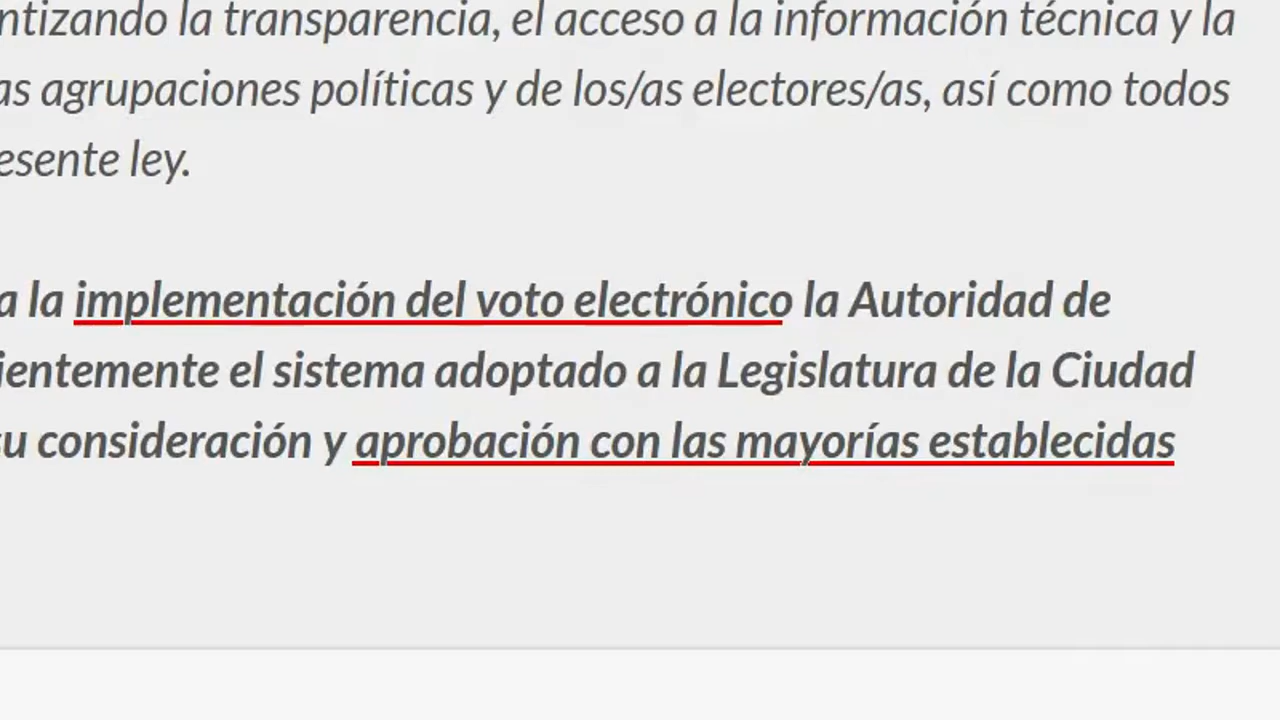 ntizando la transparencia, el acceso a la información técnica y la
as agrupaciones políticas y de los/as electores/as, así como todos
esente ley.
a la implementación del voto electrónico la Autoridad de
ientemente el sistema adoptado a la Legislatura de la Ciudad
su consideración y aprobación con las mayorías establecidas